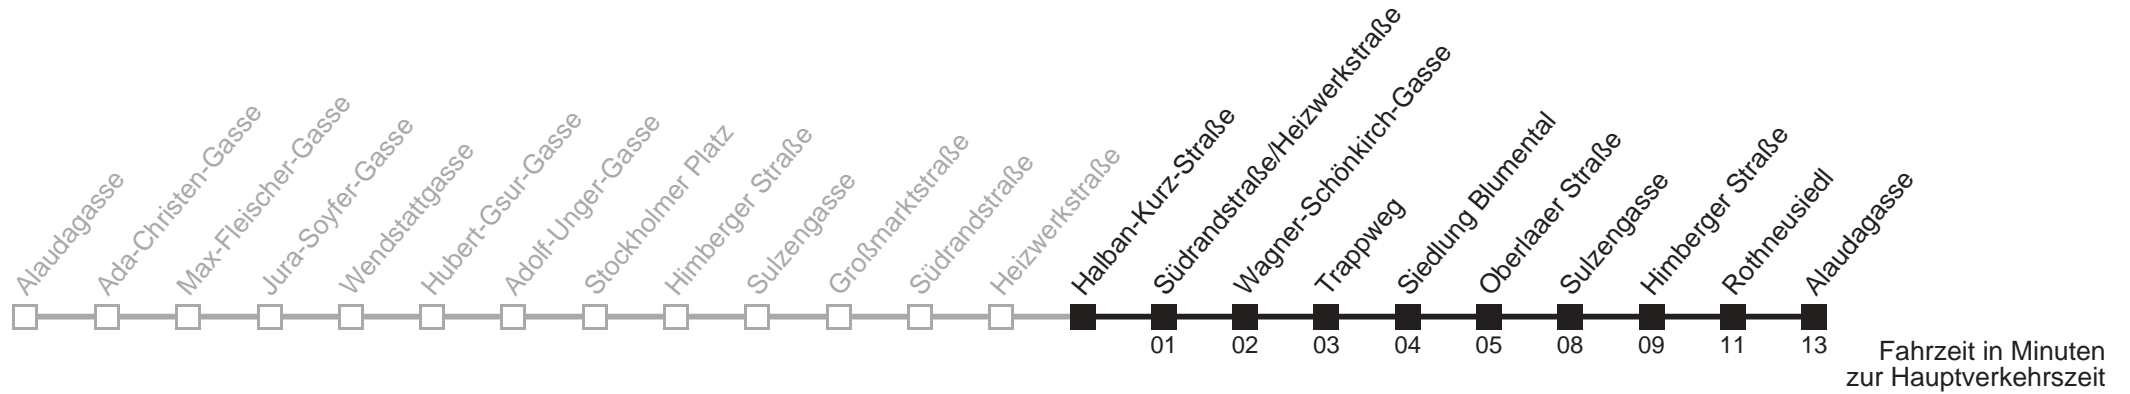 Alaudagasse
Ada-Christen-Gasse
Max-Fleischer-Gasse
Jura-Soyfer-Gasse
Wendstattgasse
Hubert-Gsur-Gasse
Adolf-Unger-Gasse
Stockholmer Platz
Himberger Straße
Sulzengasse
Großmarktstraße
Südrandstraße
Heizwerkstraße
Halban-Kurz-Straße
Südrandstraße/Heizwerkstraße
Wagner-Schönkirch-Gasse
Trappweg
Siedlung Blumental
Oberlaaer Straße
Sulzengasse
Himberger Straße
Rothneusiedl
Alaudagasse
01 02 03 04 05 08 09 11 13
Fahrzeit in Minuten
zur Hauptverkehrszeit